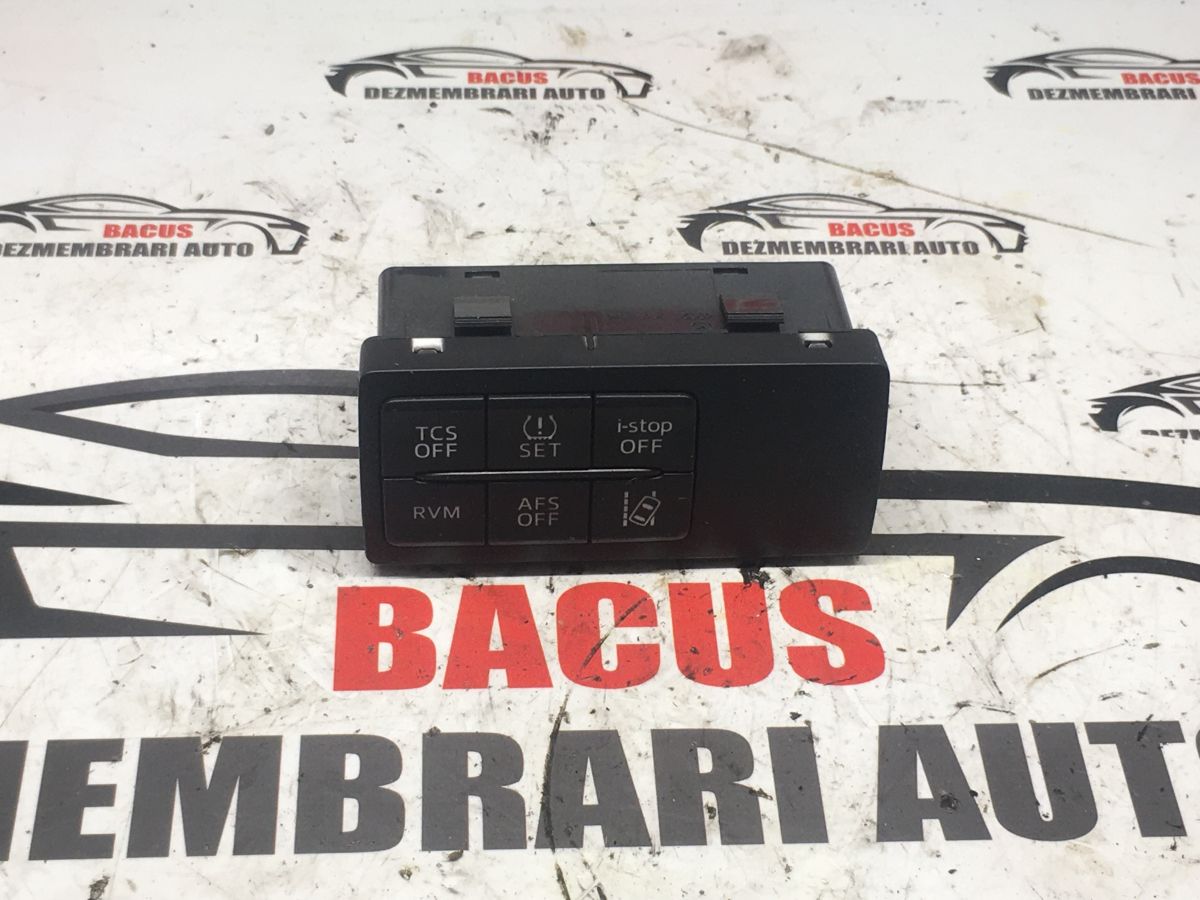 BACUS
DEZMEMBRARI AUTO
BACUS
DEZMEMBRARI AUTO
BACUS
DEZMEMBRARI AUTO
BACUS
DEZMEMBRARI AUTO
TCS
OFF
SET
i-stop
OFF
RVM
AFS
OFF
BACUS
EMBRARI AUTO